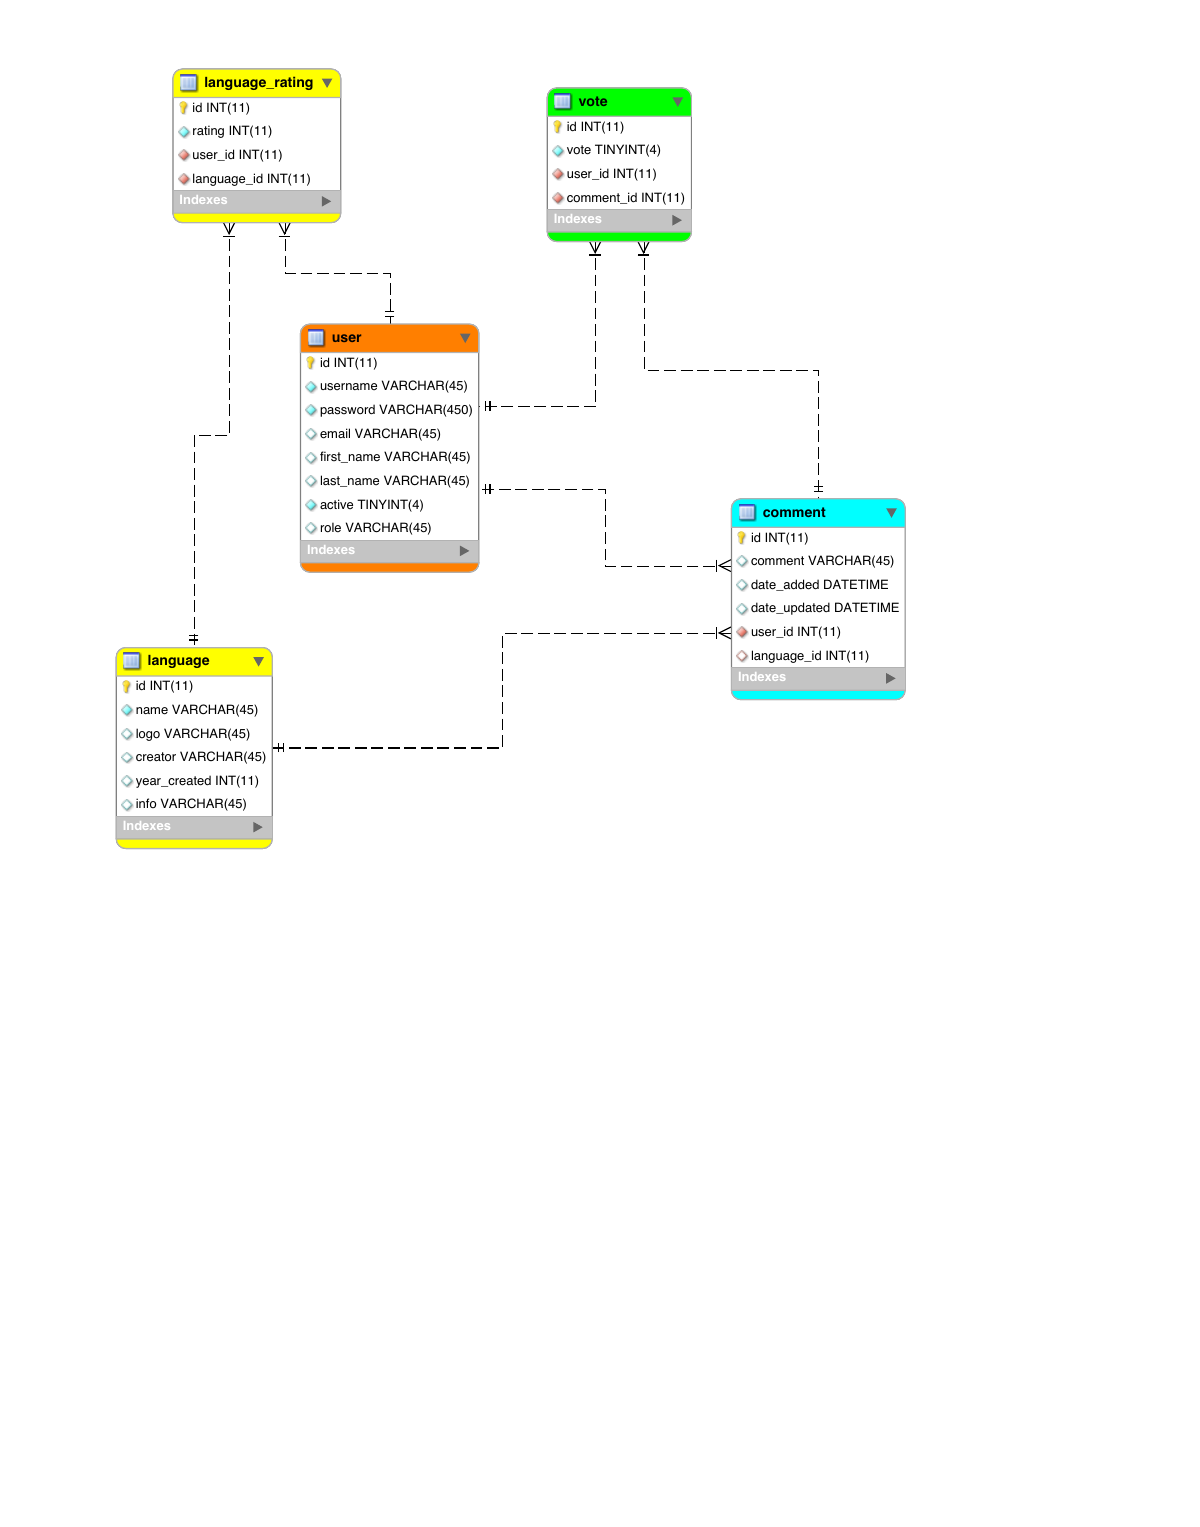 language_rating
id INT(11)
rating INT(11)
user_id INT(11)
language_id INT(11)
Indexes
vote
id INT(11)
vote TINYINT(4)
user_id INT(11)
comment_id INT(11)
Indexes
user
id INT(11)
username VARCHAR(45)
password VARCHAR(450)
email VARCHAR(45)
first_name VARCHAR(45)
last_name VARCHAR(45)
active TINYINT(4)
role VARCHAR(45)
Indexes
comment
id INT(11)
comment VARCHAR(45)
date_added DATETIME
date_updated DATETIME
user_id INT(11)
language_id INT(11)
Indexes
language
id INT(11)
name VARCHAR(45)
logo VARCHAR(45)
creator VARCHAR(45)
year_created INT(11)
info VARCHAR(45)
Indexes